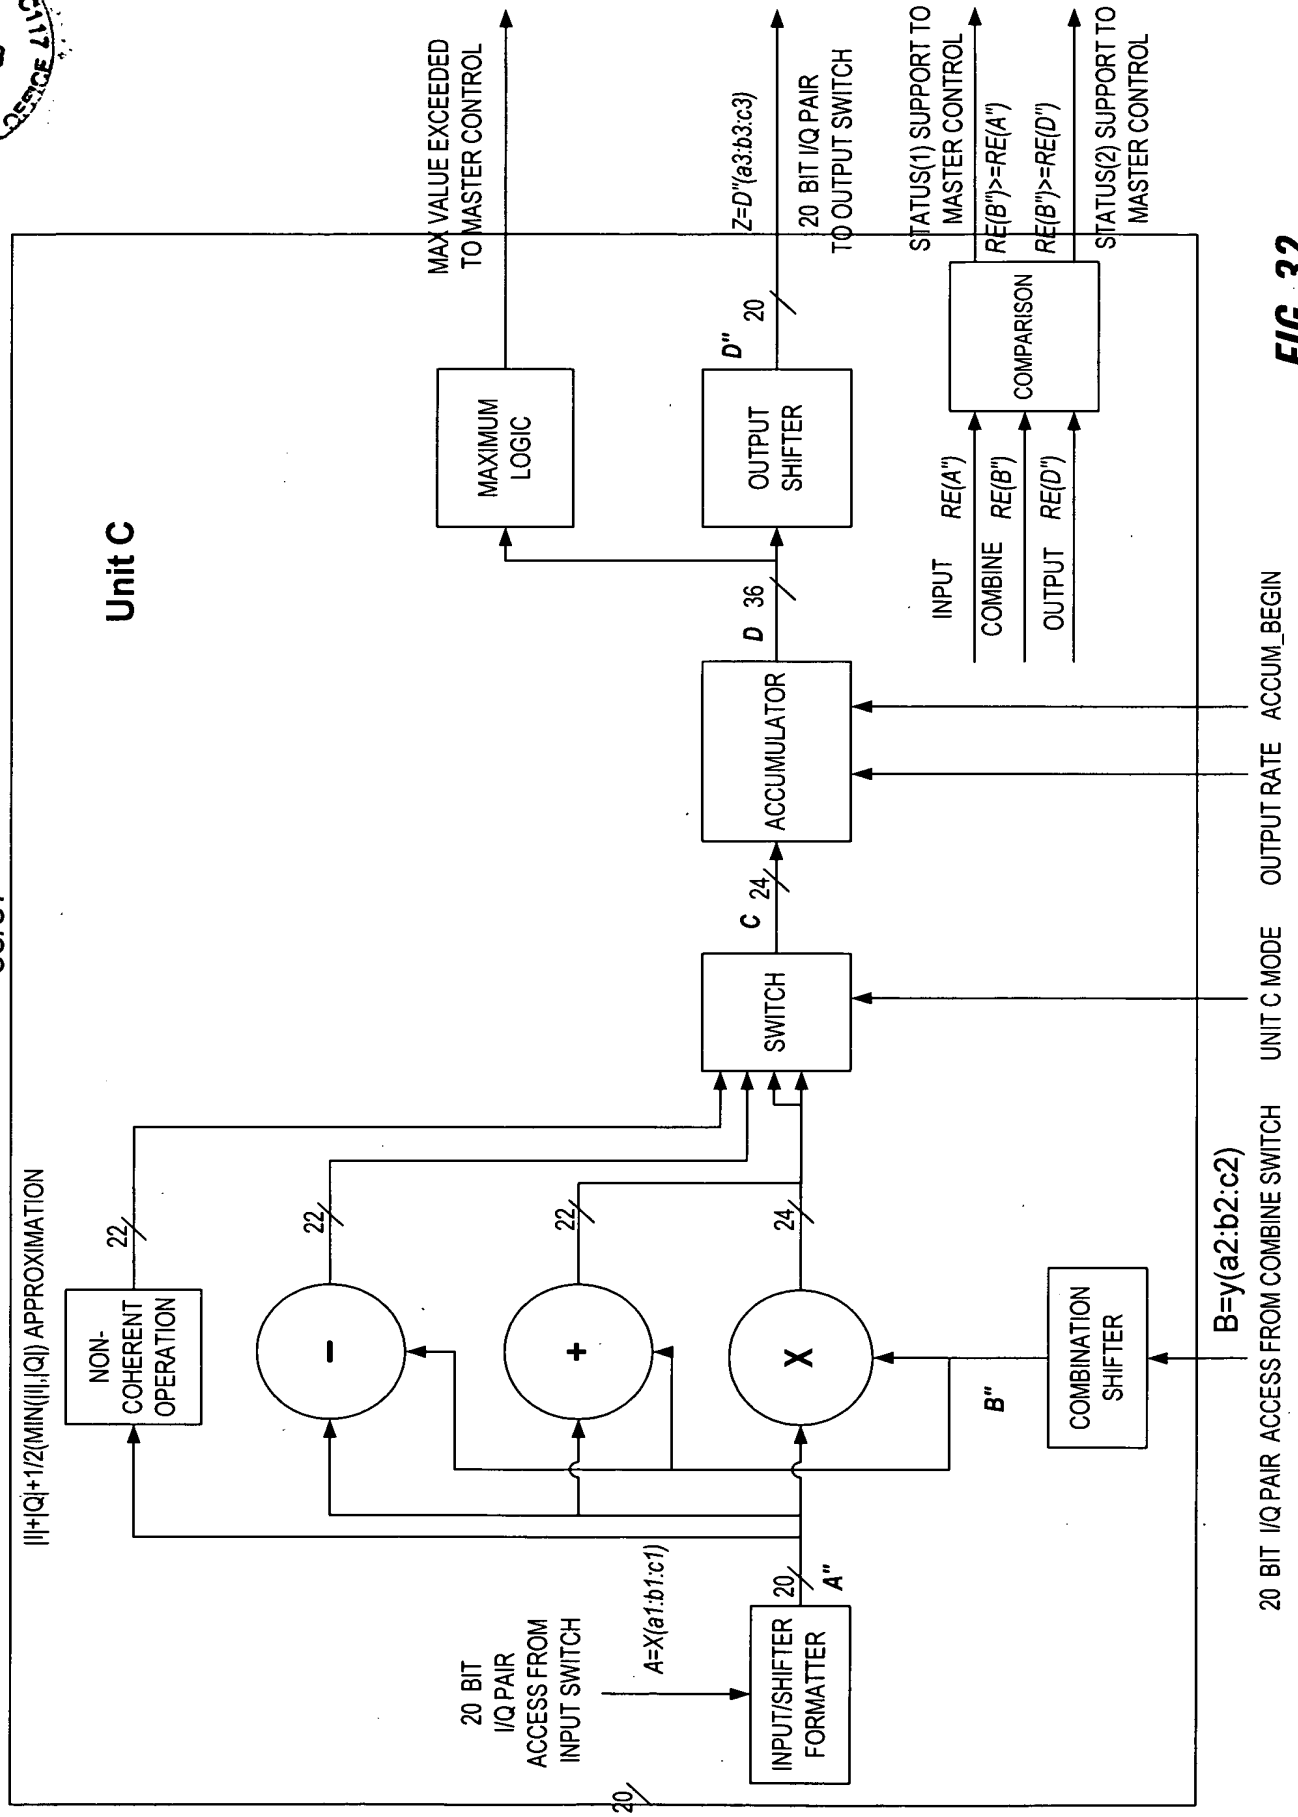 Unit C
|I|+|Q|+1/2(MIN(|I|,|Q|) APPROXIMATION
NON-
COHERENT
OPERATION
22
–
22
+
22
X
24
20 BIT
I/Q PAIR
ACCESS FROM
INPUT SWITCH
A=X(a1:b1:c1)
INPUT/SHIFTER
FORMATTER
20
A"
20
B"
COMBINATION
SHIFTER
B=y(a2:b2:c2)
20 BIT I/Q PAIR ACCESS FROM COMBINE SWITCH
SWITCH
UNIT C MODE
C
24
ACCUMULATOR
OUTPUT RATE
ACCUM_BEGIN
D
36
MAXIMUM
LOGIC
MAX VALUE EXCEEDED
TO MASTER CONTROL
OUTPUT
SHIFTER
D"
20
Z=D"(a3:b3:c3)
20 BIT I/Q PAIR
TO OUTPUT SWITCH
INPUT
RE(A")
COMBINE
RE(B")
OUTPUT
RE(D")
COMPARISON
STATUS(1) SUPPORT TO
MASTER CONTROL
RE(B")>=RE(A")
RE(B")>=RE(D")
STATUS(2) SUPPORT TO
MASTER CONTROL
FIG. 32
OFFICE